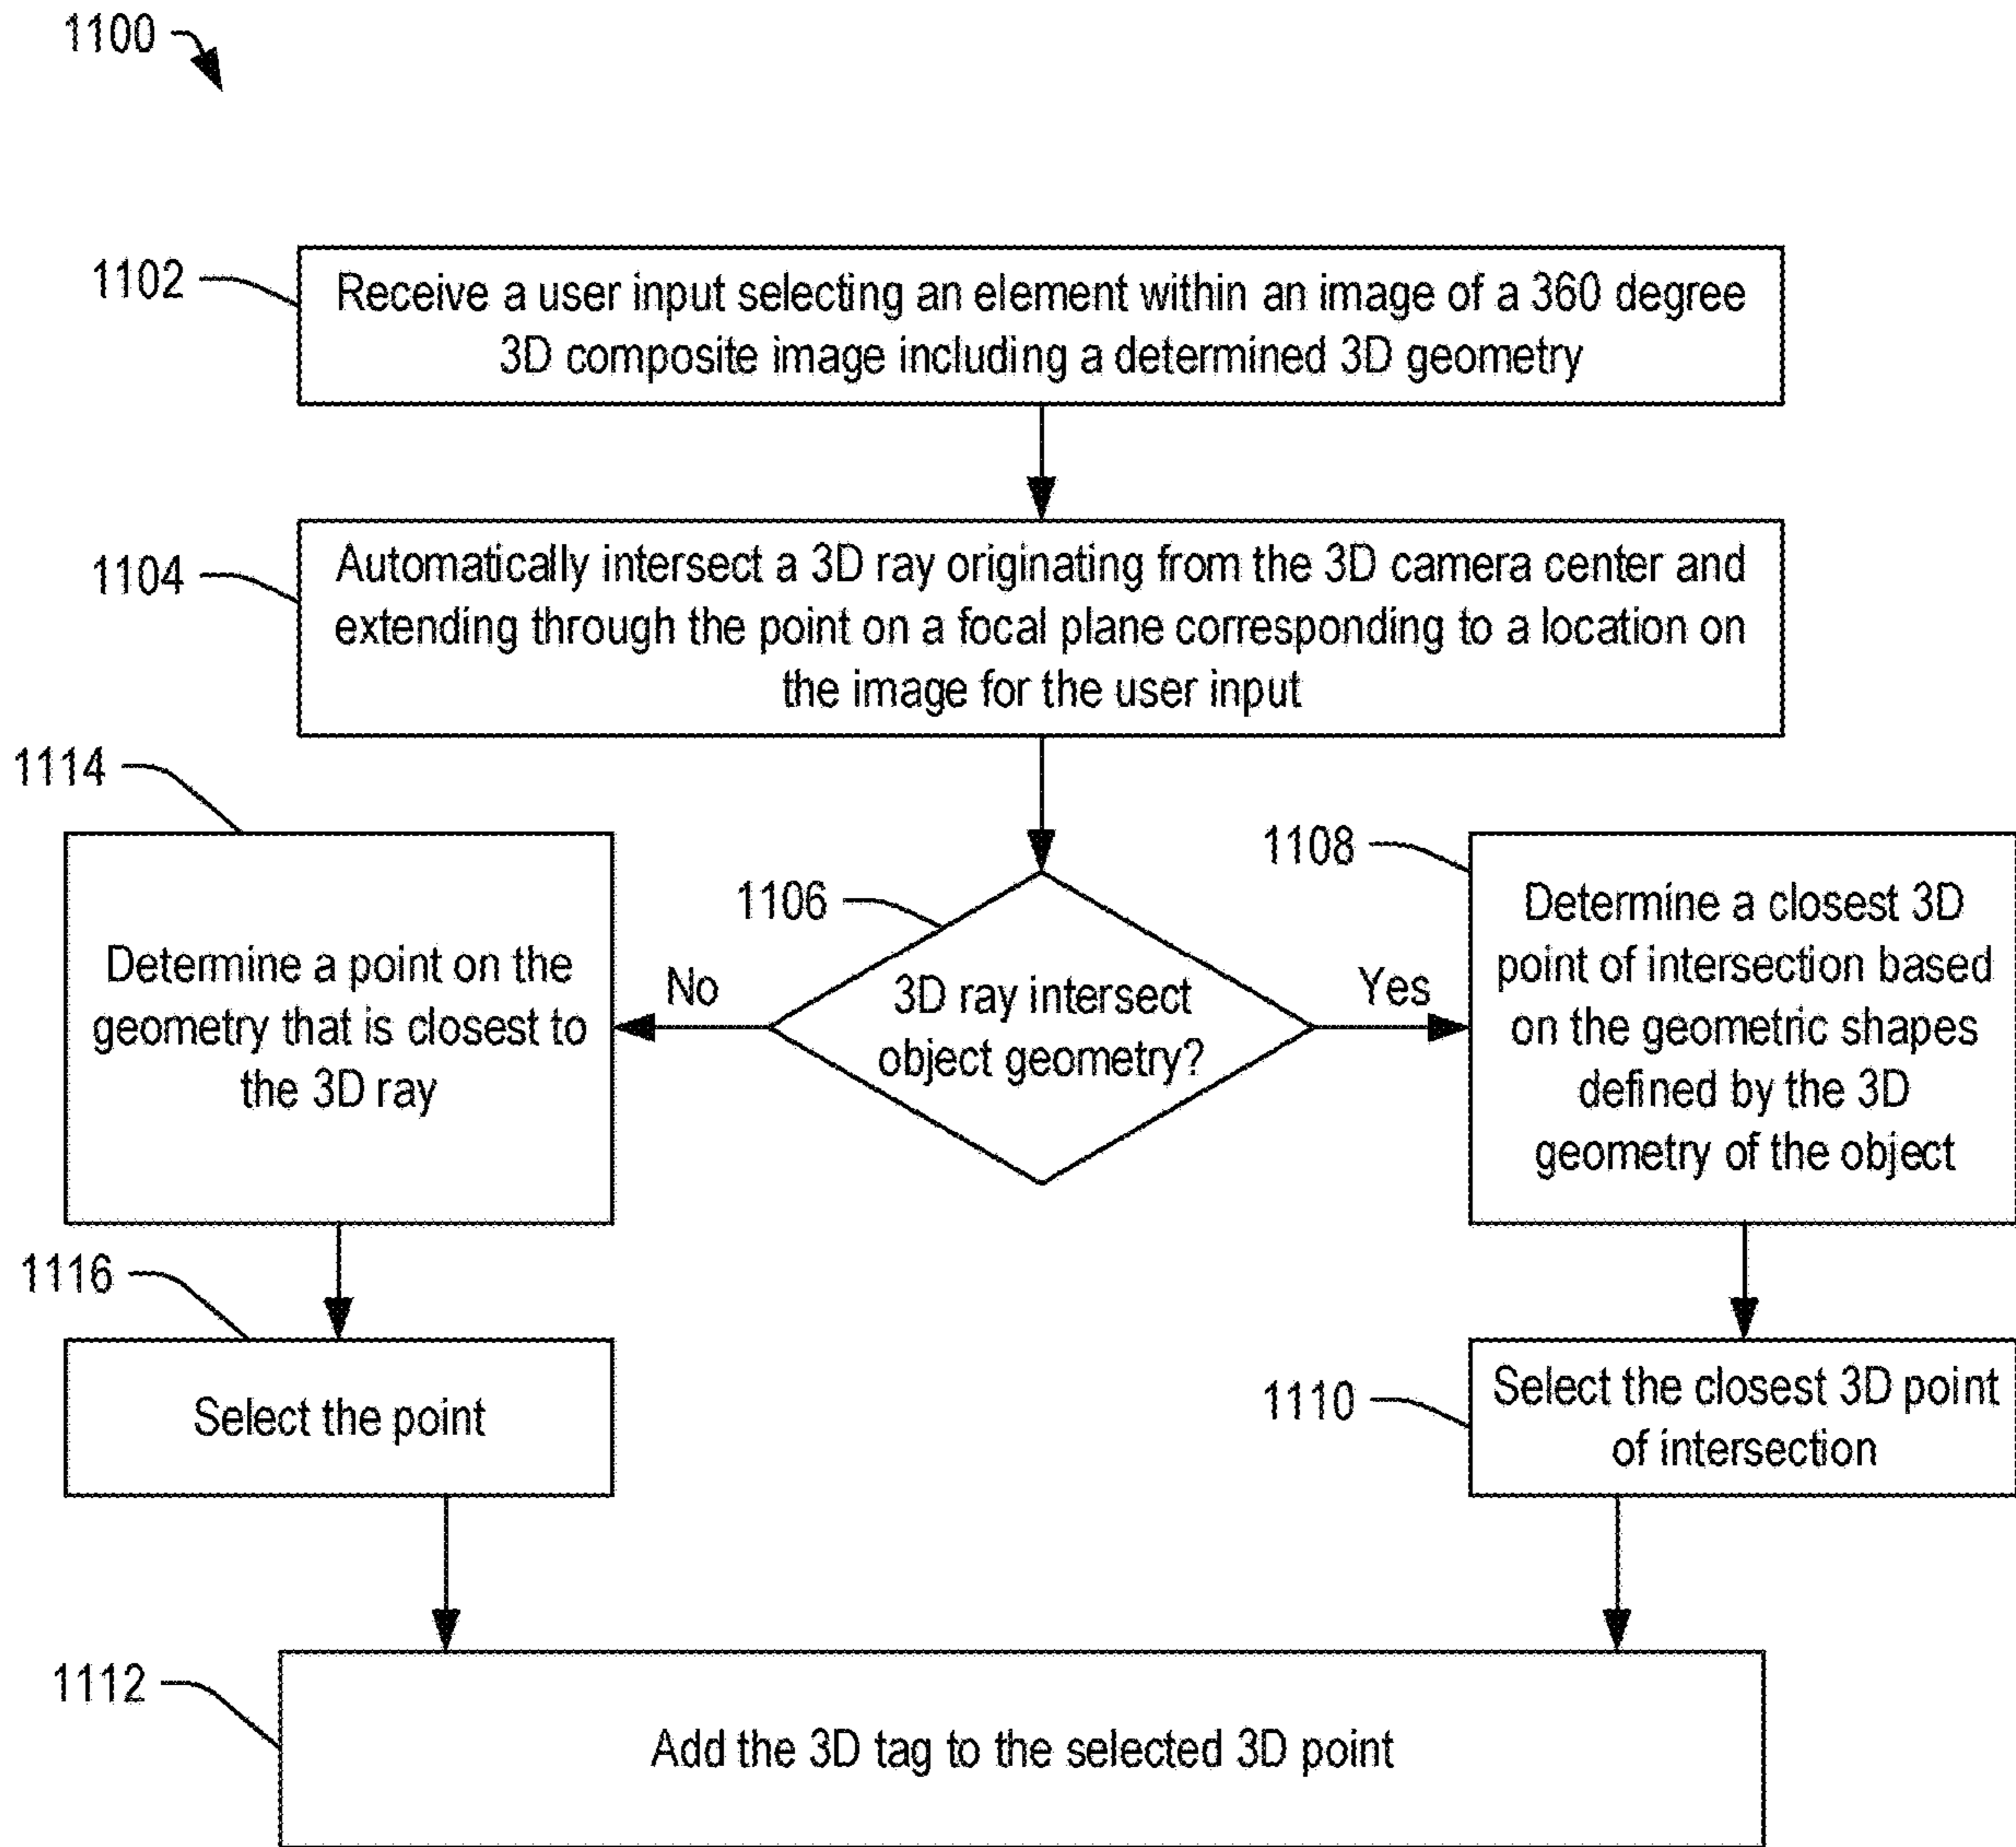 1100
1102
Receive a user input selecting an element within an image of a 360 degree
3D composite image including a determined 3D geometry
1104
Automatically intersect a 3D ray originating from the 3D camera center and
extending through the point on a focal plane corresponding to a location on
the image for the user input
1114
Determine a point on the
geometry that is closest to
the 3D ray
1106
No
3D ray intersect
object geometry?
Yes
1108
Determine a closest 3D
point of intersection based
on the geometric shapes
defined by the 3D
geometry of the object
1116
Select the point
1110
Select the closest 3D point
of intersection
1112
Add the 3D tag to the selected 3D point